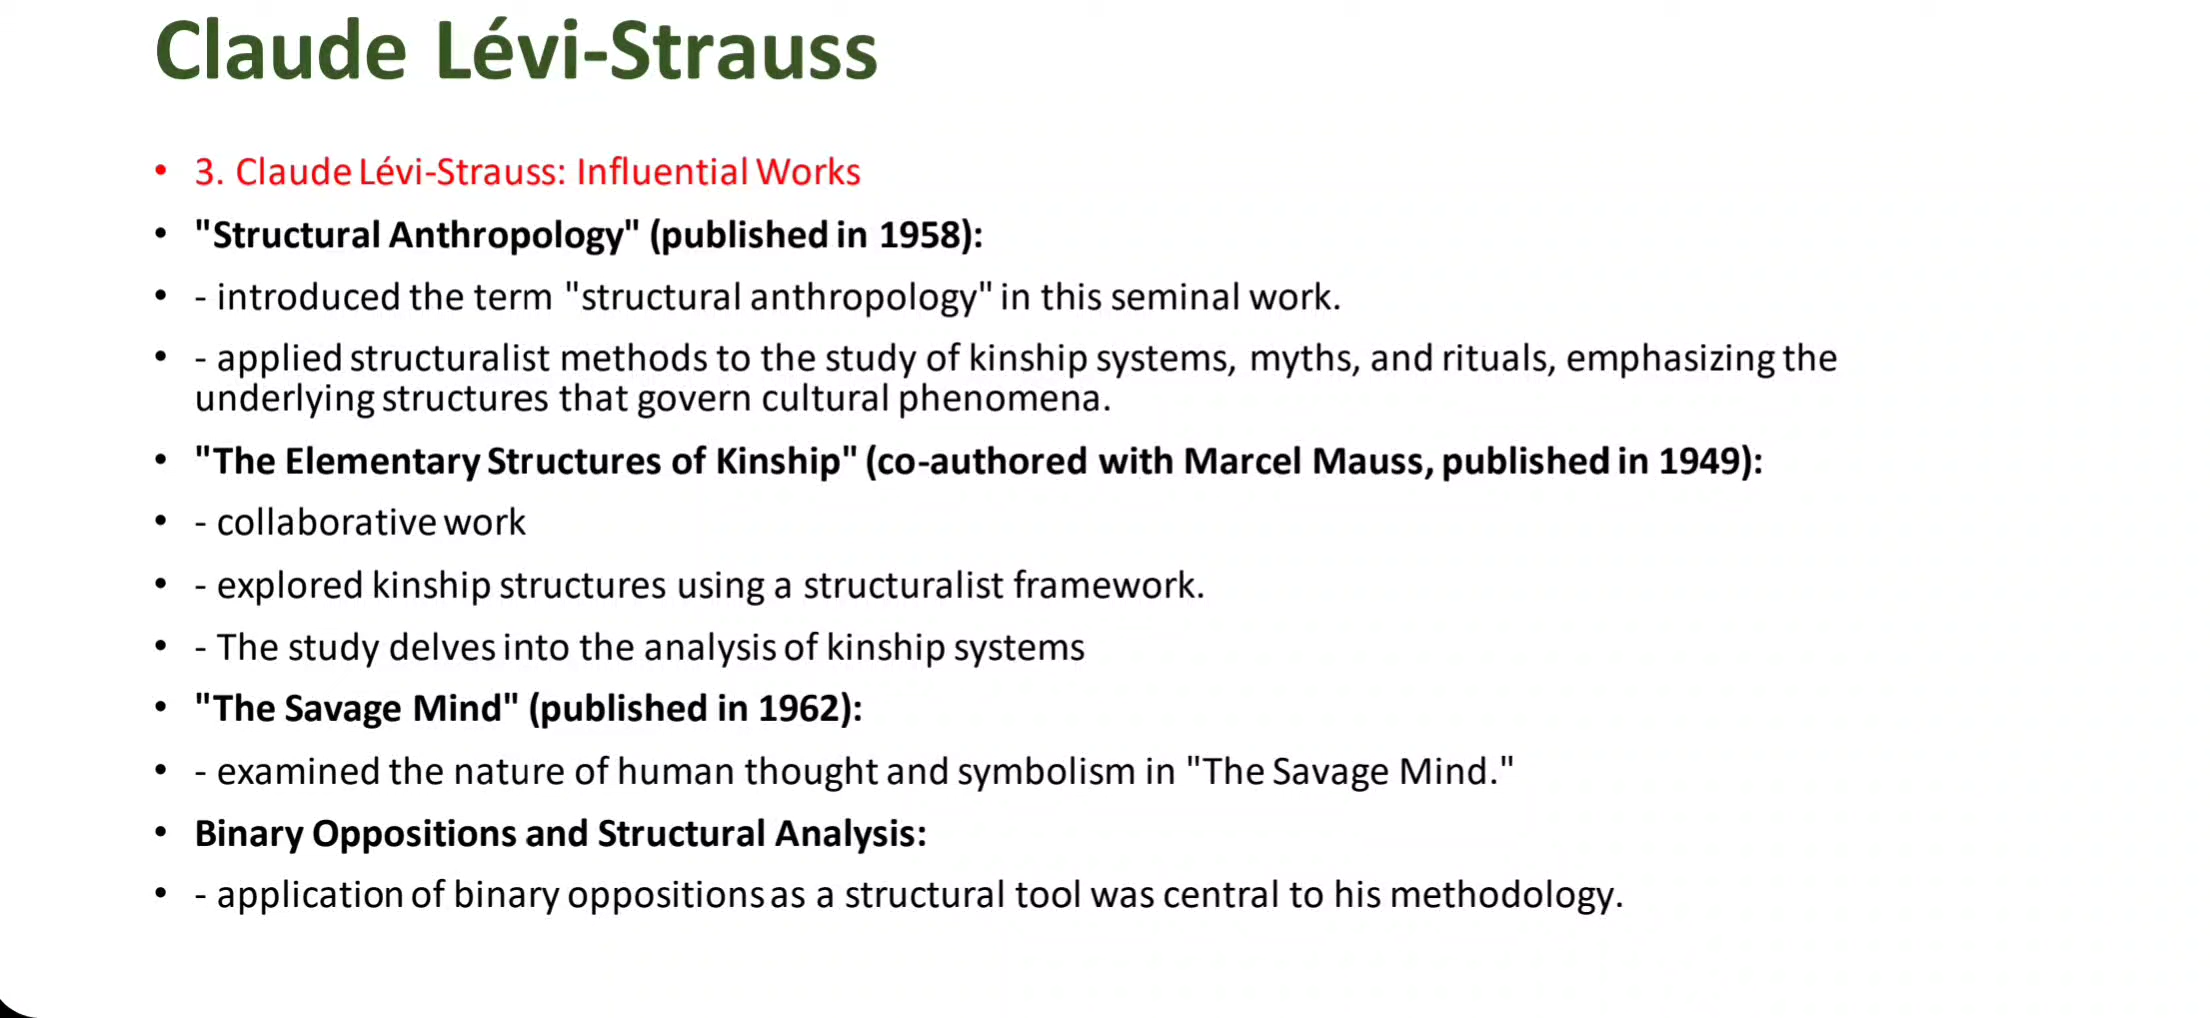 Claude Lévi-Strauss
• 3. Claude Lévi-Strauss: Influential Works
• "Structural Anthropology" (published in 1958):
• - introduced the term "structural anthropology" in this seminal work.
• - applied structuralist methods to the study of kinship systems, myths, and rituals, emphasizing the
underlying structures that govern cultural phenomena.
• "The Elementary Structures of Kinship" (co-authored with Marcel Mauss, published in 1949):
• - collaborative work
• - explored kinship structures using a structuralist framework.
• - The study delves into the analysis of kinship systems
• "The Savage Mind" (published in 1962):
• - examined the nature of human thought and symbolism in "The Savage Mind."
• Binary Oppositions and Structural Analysis:
• - application of binary oppositions as a structural tool was central to his methodology.